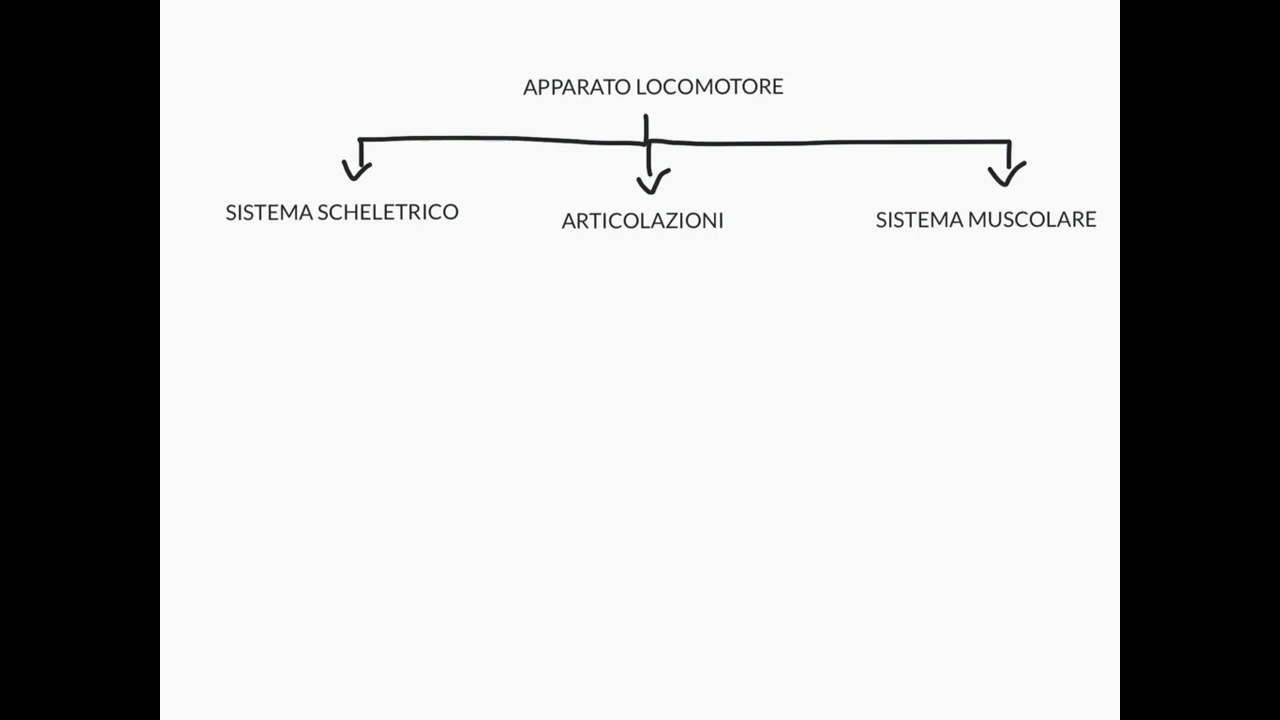 APPARATO LOCOMOTORE
SISTEMA SCHELETRICO
ARTICOLAZIONI
SISTEMA MUSCOLARE